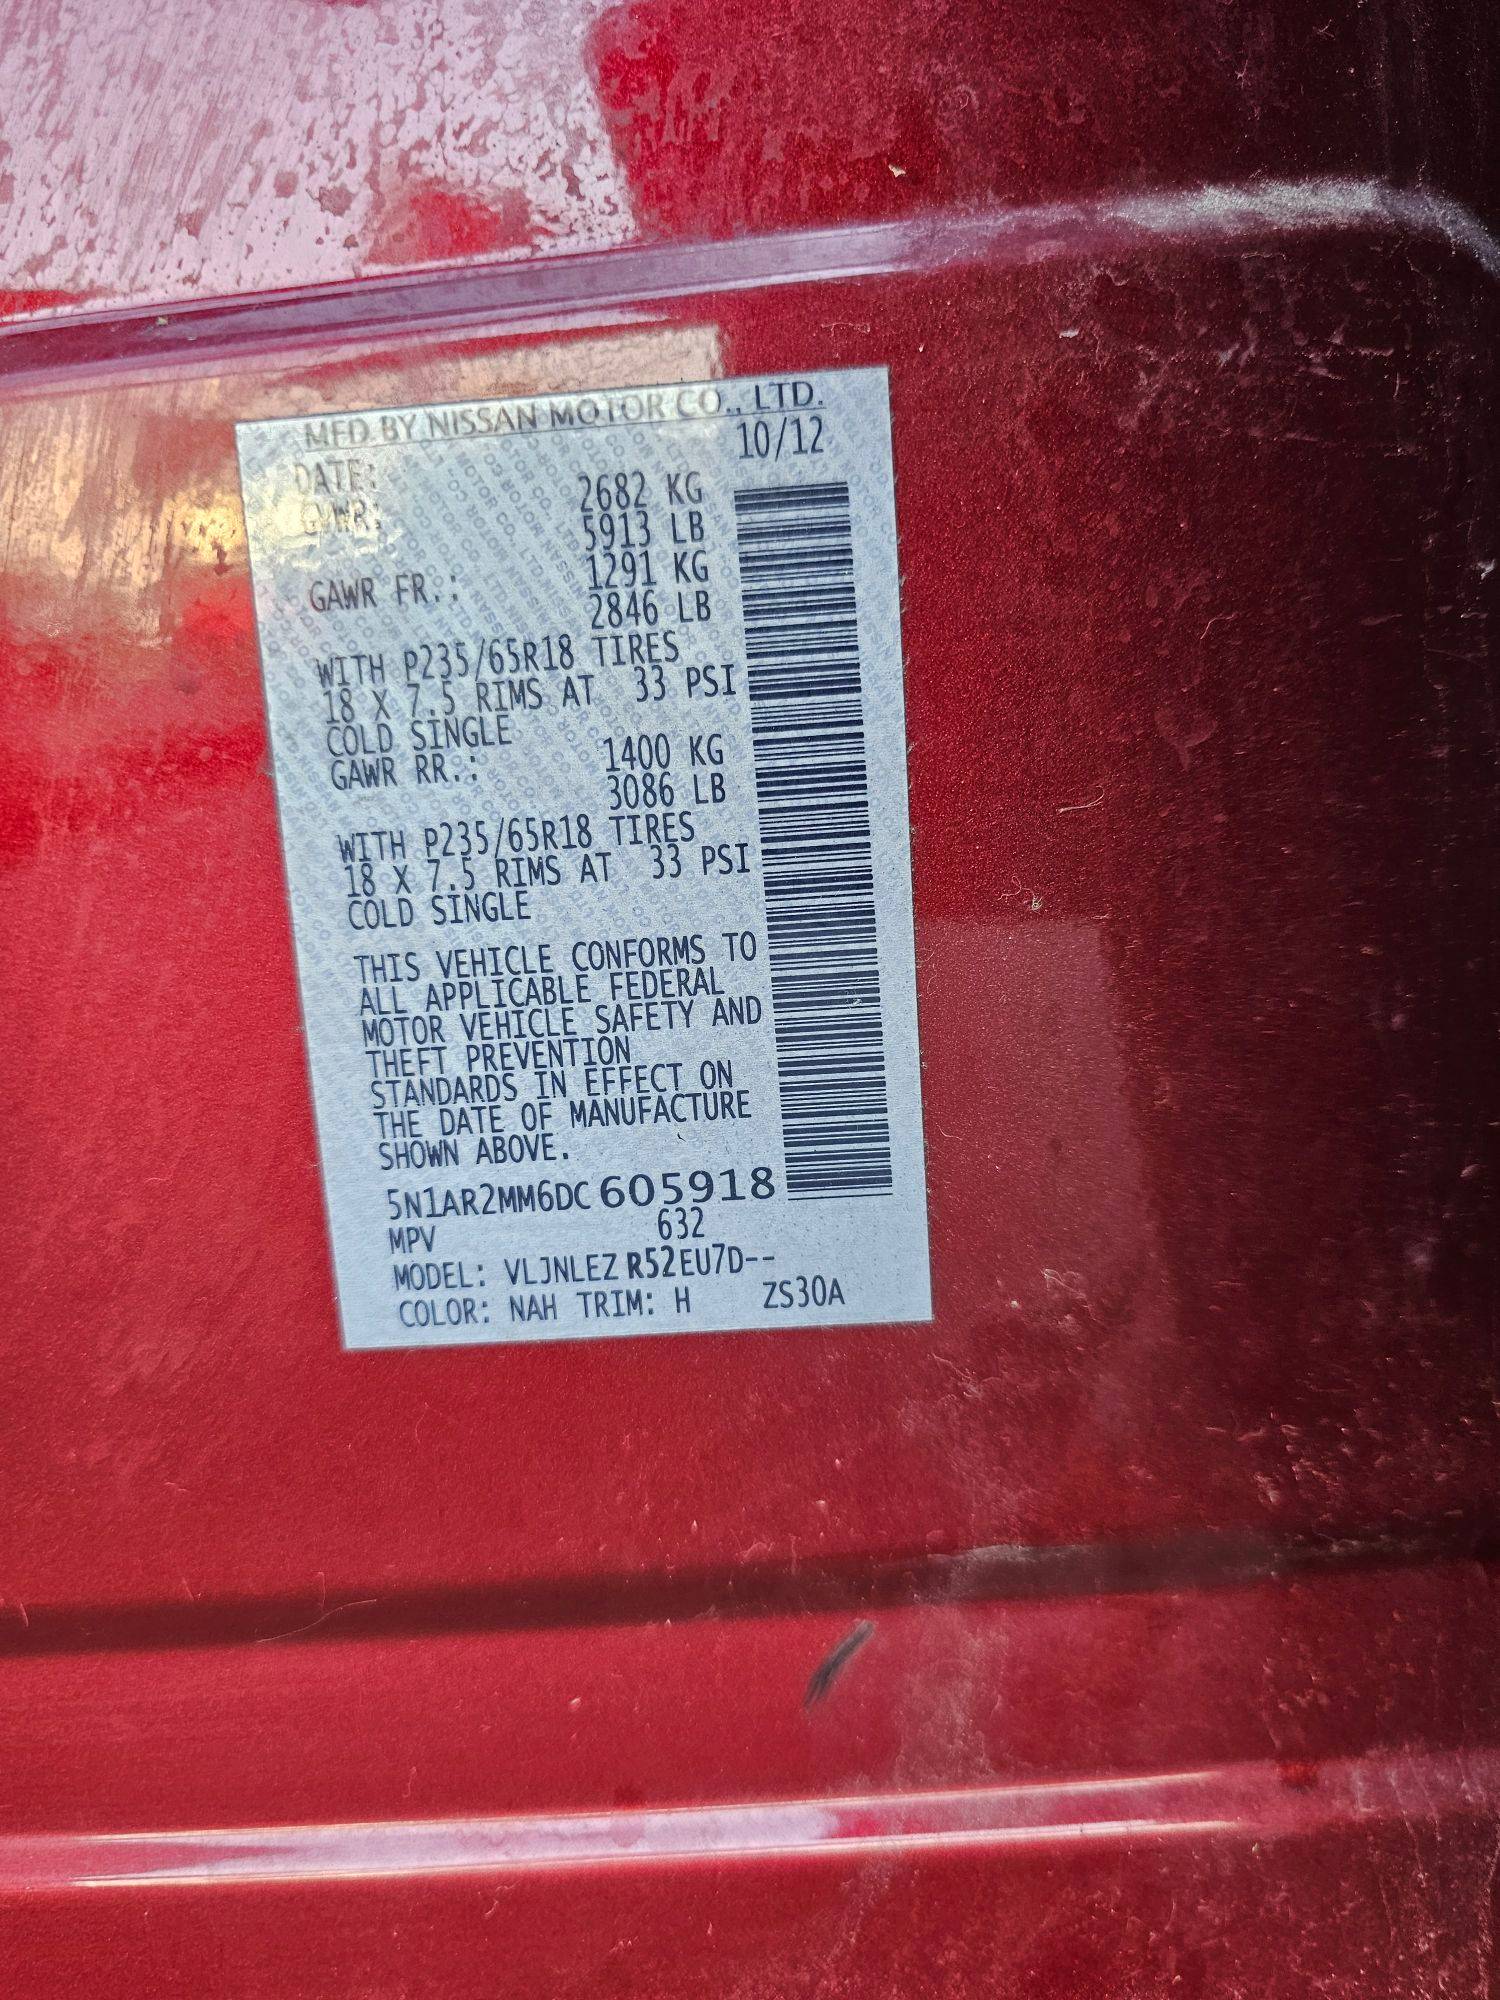 MFD BY NISSAN MOTOR CO., LTD.
DATE: 10/12
GVWR: 2682 KG
5913 LB
GAWR FR.: 1291 KG
2846 LB
WITH P235/65R18 TIRES
18 X 7.5 RIMS AT 33 PSI
COLD SINGLE
GAWR RR.: 1400 KG
3086 LB
WITH P235/65R18 TIRES
18 X 7.5 RIMS AT 33 PSI
COLD SINGLE
THIS VEHICLE CONFORMS TO
ALL APPLICABLE FEDERAL
MOTOR VEHICLE SAFETY AND
THEFT PREVENTION
STANDARDS IN EFFECT ON
THE DATE OF MANUFACTURE
SHOWN ABOVE.
5N1AR2MM6DC605918
MPV 632
MODEL: VLJNLEZR52EU7D--
COLOR: NAH TRIM: H ZS30A